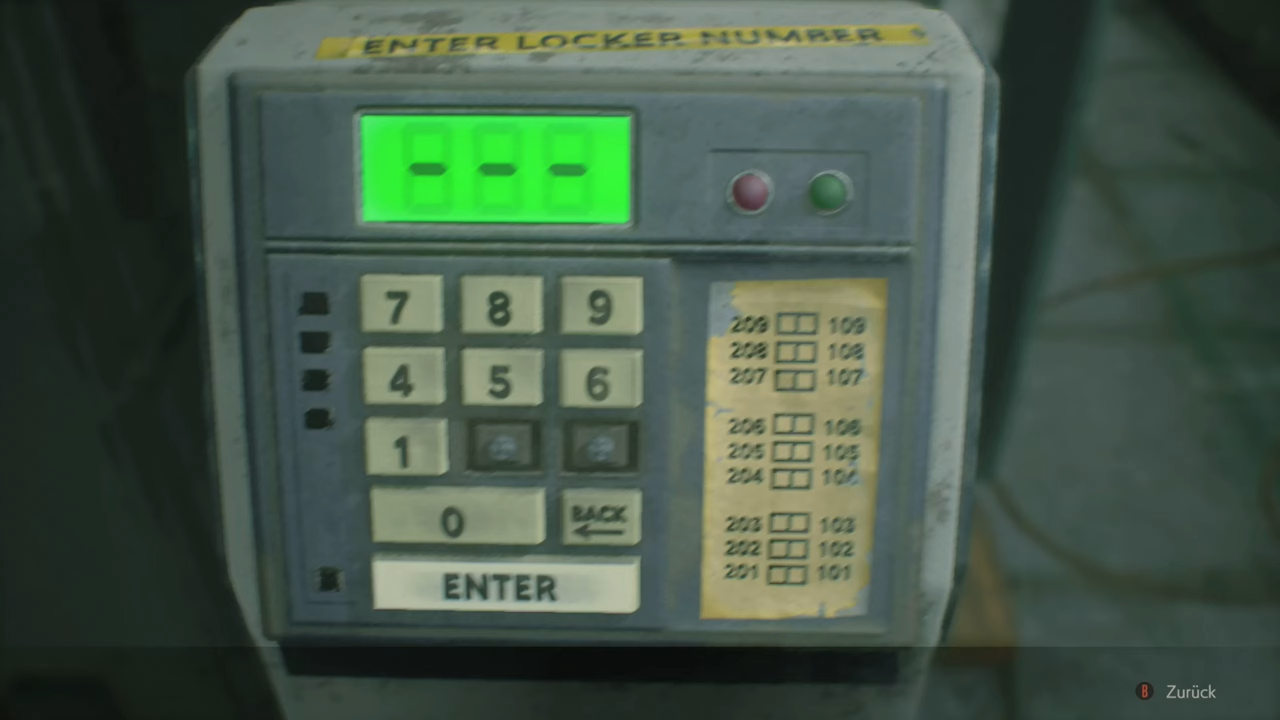 ENTER LOCKER NUMBER
- - -
7 8 9
4 5 6
1
0 BACK
ENTER
209 109
208 108
207 107
206 106
205 105
204 104
203 103
202 102
201 101
B Zurück